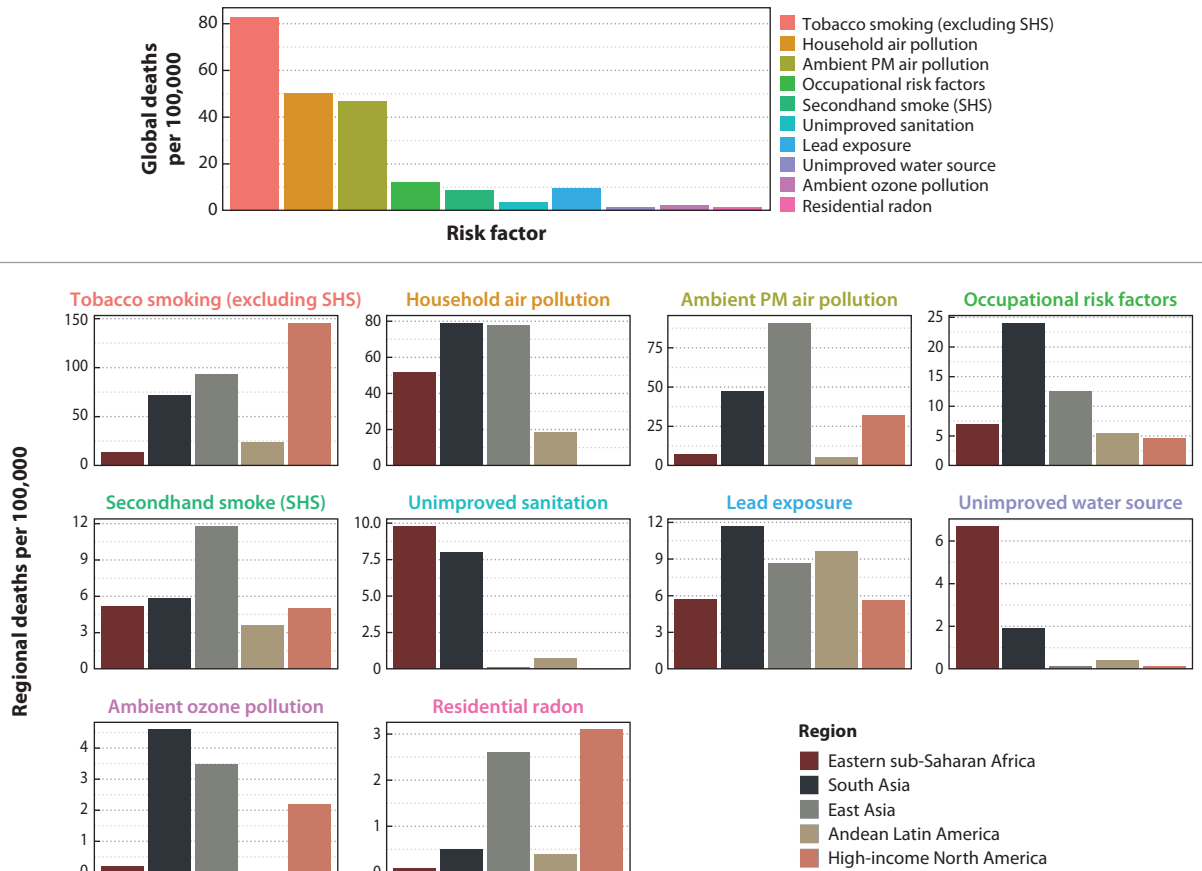 Global deaths
per 100,000
80
60
40
20
0
Risk factor
Tobacco smoking (excluding SHS)
Household air pollution
Ambient PM air pollution
Occupational risk factors
Secondhand smoke (SHS)
Unimproved sanitation
Lead exposure
Unimproved water source
Ambient ozone pollution
Residential radon
Regional deaths per 100,000
Tobacco smoking (excluding SHS)
150
100
50
0
Household air pollution
80
60
40
20
0
Ambient PM air pollution
75
50
25
0
Occupational risk factors
25
20
15
10
5
0
Secondhand smoke (SHS)
12
9
6
3
0
Unimproved sanitation
10.0
7.5
5.0
2.5
0
Lead exposure
12
9
6
3
0
Unimproved water source
6
4
2
0
Ambient ozone pollution
4
3
2
1
0
Residential radon
3
2
1
0
Region
Eastern sub-Saharan Africa
South Asia
East Asia
Andean Latin America
High-income North America